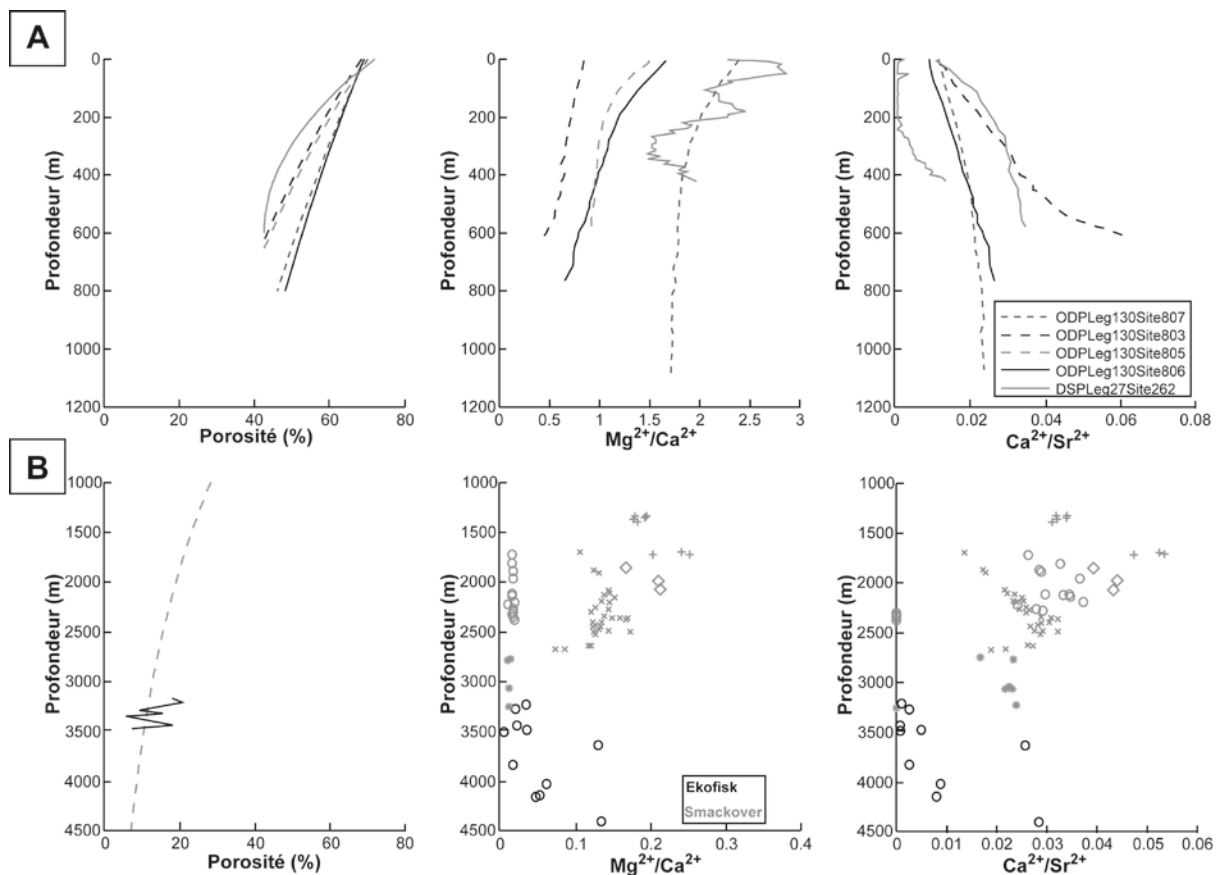 A
0
200
400
600
800
1000
1200
Profondeur (m)
0 20 40 60 80
Porosité (%)
0
200
400
600
800
1000
1200
Profondeur (m)
0.5 1 1.5 2 2.5 3
Mg²⁺/Ca²⁺
0
200
400
600
800
1000
1200
Profondeur (m)
0 0.02 0.04 0.06 0.08
Ca²⁺/Sr²⁺
ODPLeg130Site807
ODPLeg130Site803
ODPLeg130Site805
ODPLeg130Site806
DSPLeg27Site262
B
1000
1500
2000
2500
3000
3500
4000
4500
Profondeur (m)
0 20 40 60 80
Porosité (%)
1000
1500
2000
2500
3000
3500
4000
4500
Profondeur (m)
0 0.1 0.2 0.3 0.4
Mg²⁺/Ca²⁺
Ekofisk
Smackover
1000
1500
2000
2500
3000
3500
4000
4500
Profondeur (m)
0 0.01 0.02 0.03 0.04 0.05 0.06
Ca²⁺/Sr²⁺